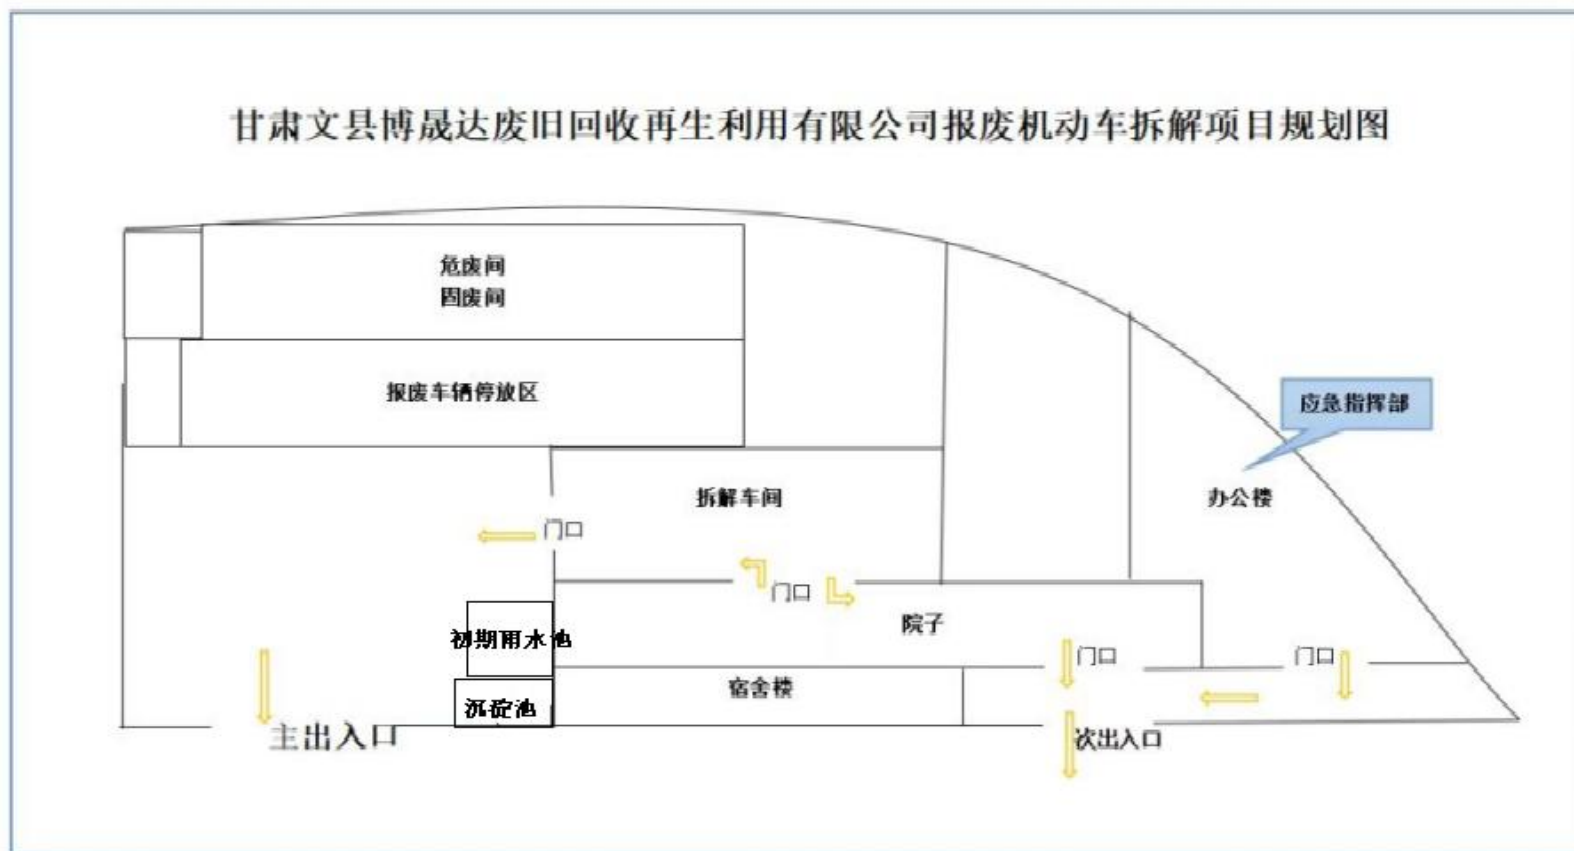 甘肃文县博晟达废旧回收再生利用有限公司报废机动车拆解项目规划图
危废间
固废间
报废车辆停放区
应急指挥部
拆解车间
办公楼
门口
门口
院子
初期雨水池
门口
门口
宿舍楼
沉碇池
主出入口
次出入口